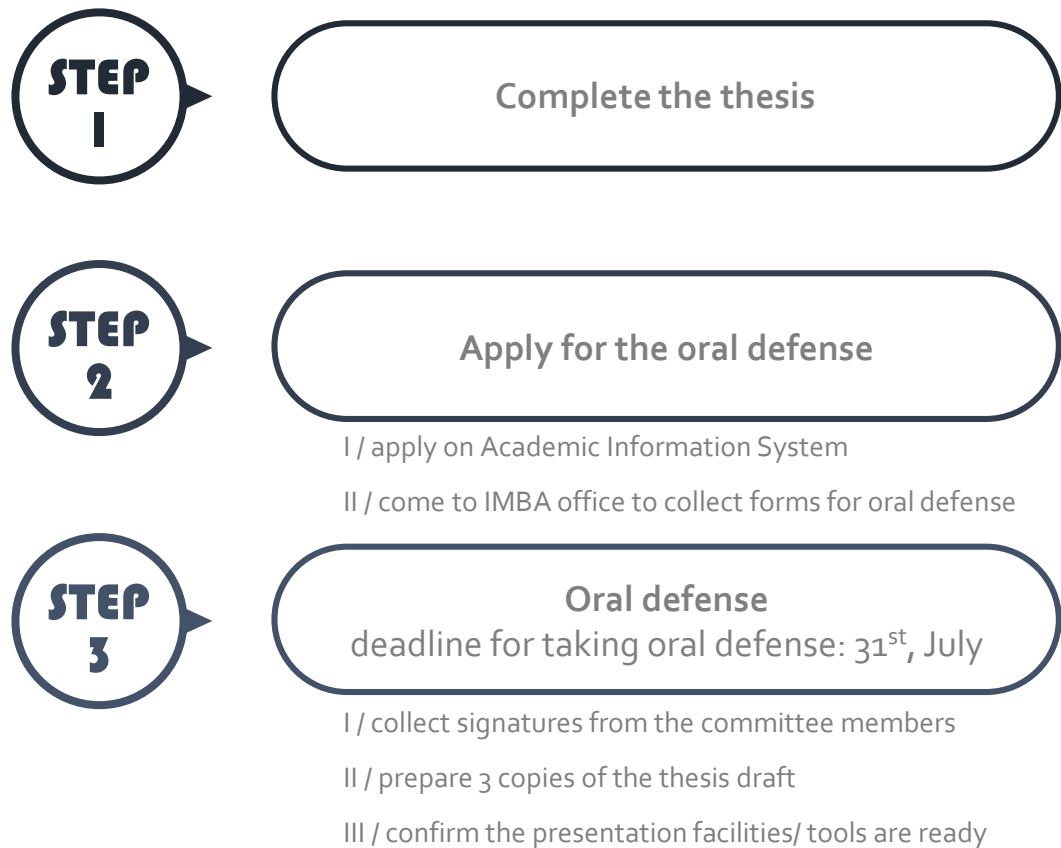 STEP
1
Complete the thesis
STEP
2
Apply for the oral defense
I / apply on Academic Information System
II / come to IMBA office to collect forms for oral defense
STEP
3
Oral defense
deadline for taking oral defense: 31st, July
I / collect signatures from the committee members
II / prepare 3 copies of the thesis draft
III / confirm the presentation facilities/ tools are ready